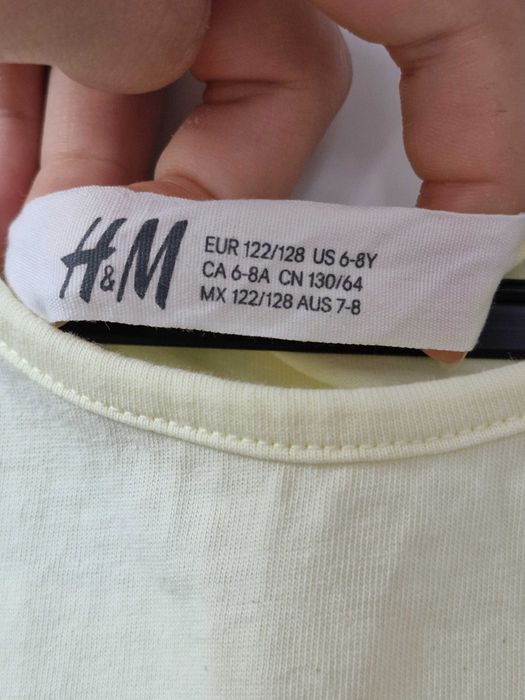 H&M
EUR 122/128 US 6-8Y
CA 6-8A CN 130/64
MX 122/128 AUS 7-8